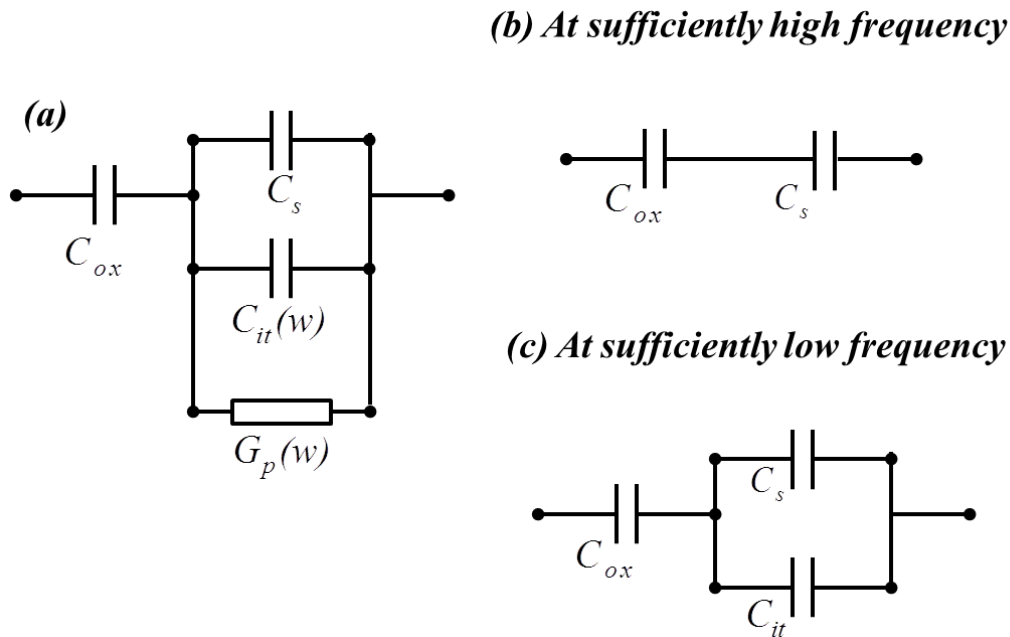 (b) At sufficiently high frequency
(a)
C_s
C_ox
C_ox
C_s
C_it(w)
(c) At sufficiently low frequency
G_p(w)
C_s
C_ox
C_it